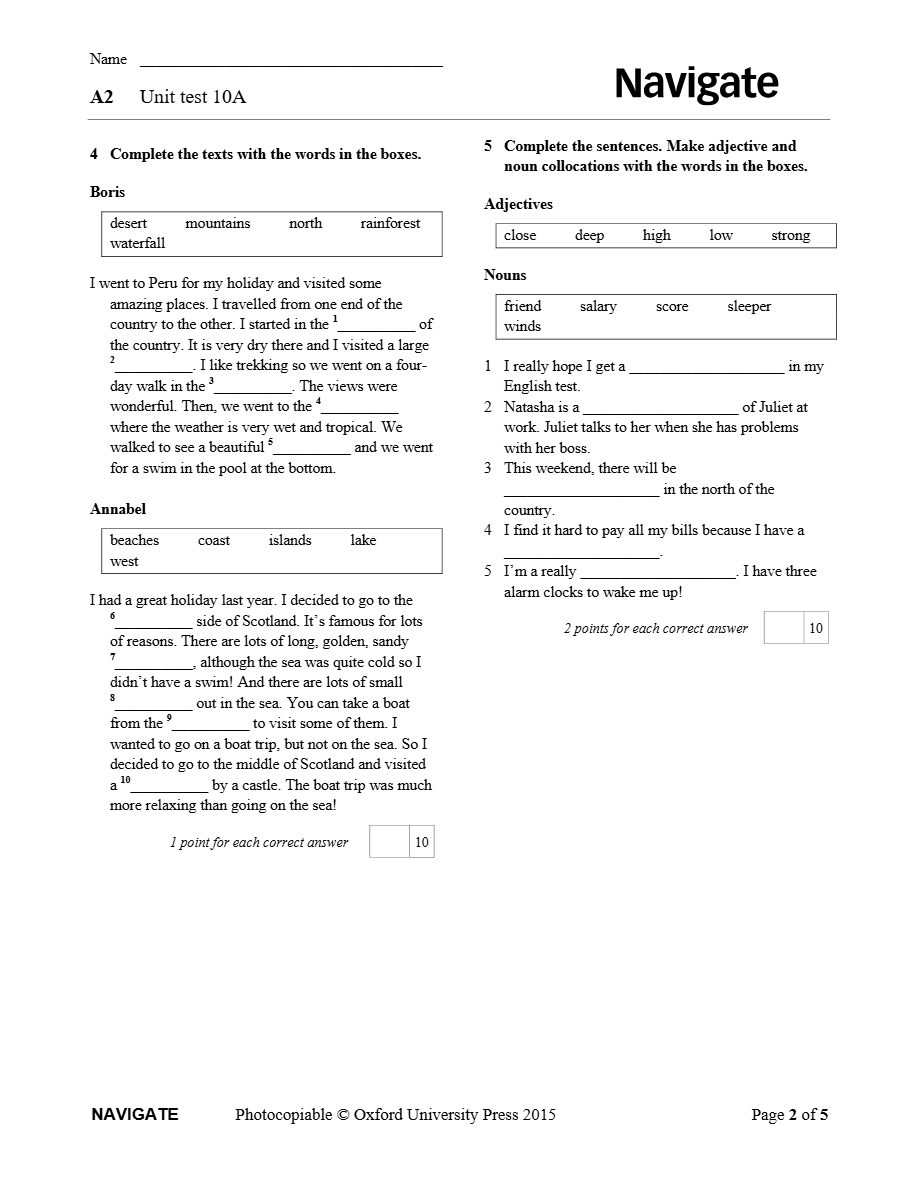 Name ______________________________________
Navigate
A2 Unit test 10A
4 Complete the texts with the words in the boxes.
Boris
desert mountains north rainforest
waterfall
I went to Peru for my holiday and visited some
amazing places. I travelled from one end of the
country to the other. I started in the 1__________ of
the country. It is very dry there and I visited a large
2__________. I like trekking so we went on a four-
day walk in the 3__________. The views were
wonderful. Then, we went to the 4__________
where the weather is very wet and tropical. We
walked to see a beautiful 5__________ and we went
for a swim in the pool at the bottom.
Annabel
beaches coast islands lake
west
I had a great holiday last year. I decided to go to the
6__________ side of Scotland. It’s famous for lots
of reasons. There are lots of long, golden, sandy
7__________, although the sea was quite cold so I
didn’t have a swim! And there are lots of small
8__________ out in the sea. You can take a boat
from the 9__________ to visit some of them. I
wanted to go on a boat trip, but not on the sea. So I
decided to go to the middle of Scotland and visited
a 10__________ by a castle. The boat trip was much
more relaxing than going on the sea!
1 point for each correct answer 10
5 Complete the sentences. Make adjective and
noun collocations with the words in the boxes.
Adjectives
close deep high low strong
Nouns
friend salary score sleeper
winds
1 I really hope I get a ____________________ in my
English test.
2 Natasha is a ____________________ of Juliet at
work. Juliet talks to her when she has problems
with her boss.
3 This weekend, there will be
____________________ in the north of the
country.
4 I find it hard to pay all my bills because I have a
____________________.
5 I’m a really ____________________. I have three
alarm clocks to wake me up!
2 points for each correct answer 10
NAVIGATE Photocopiable © Oxford University Press 2015 Page 2 of 5